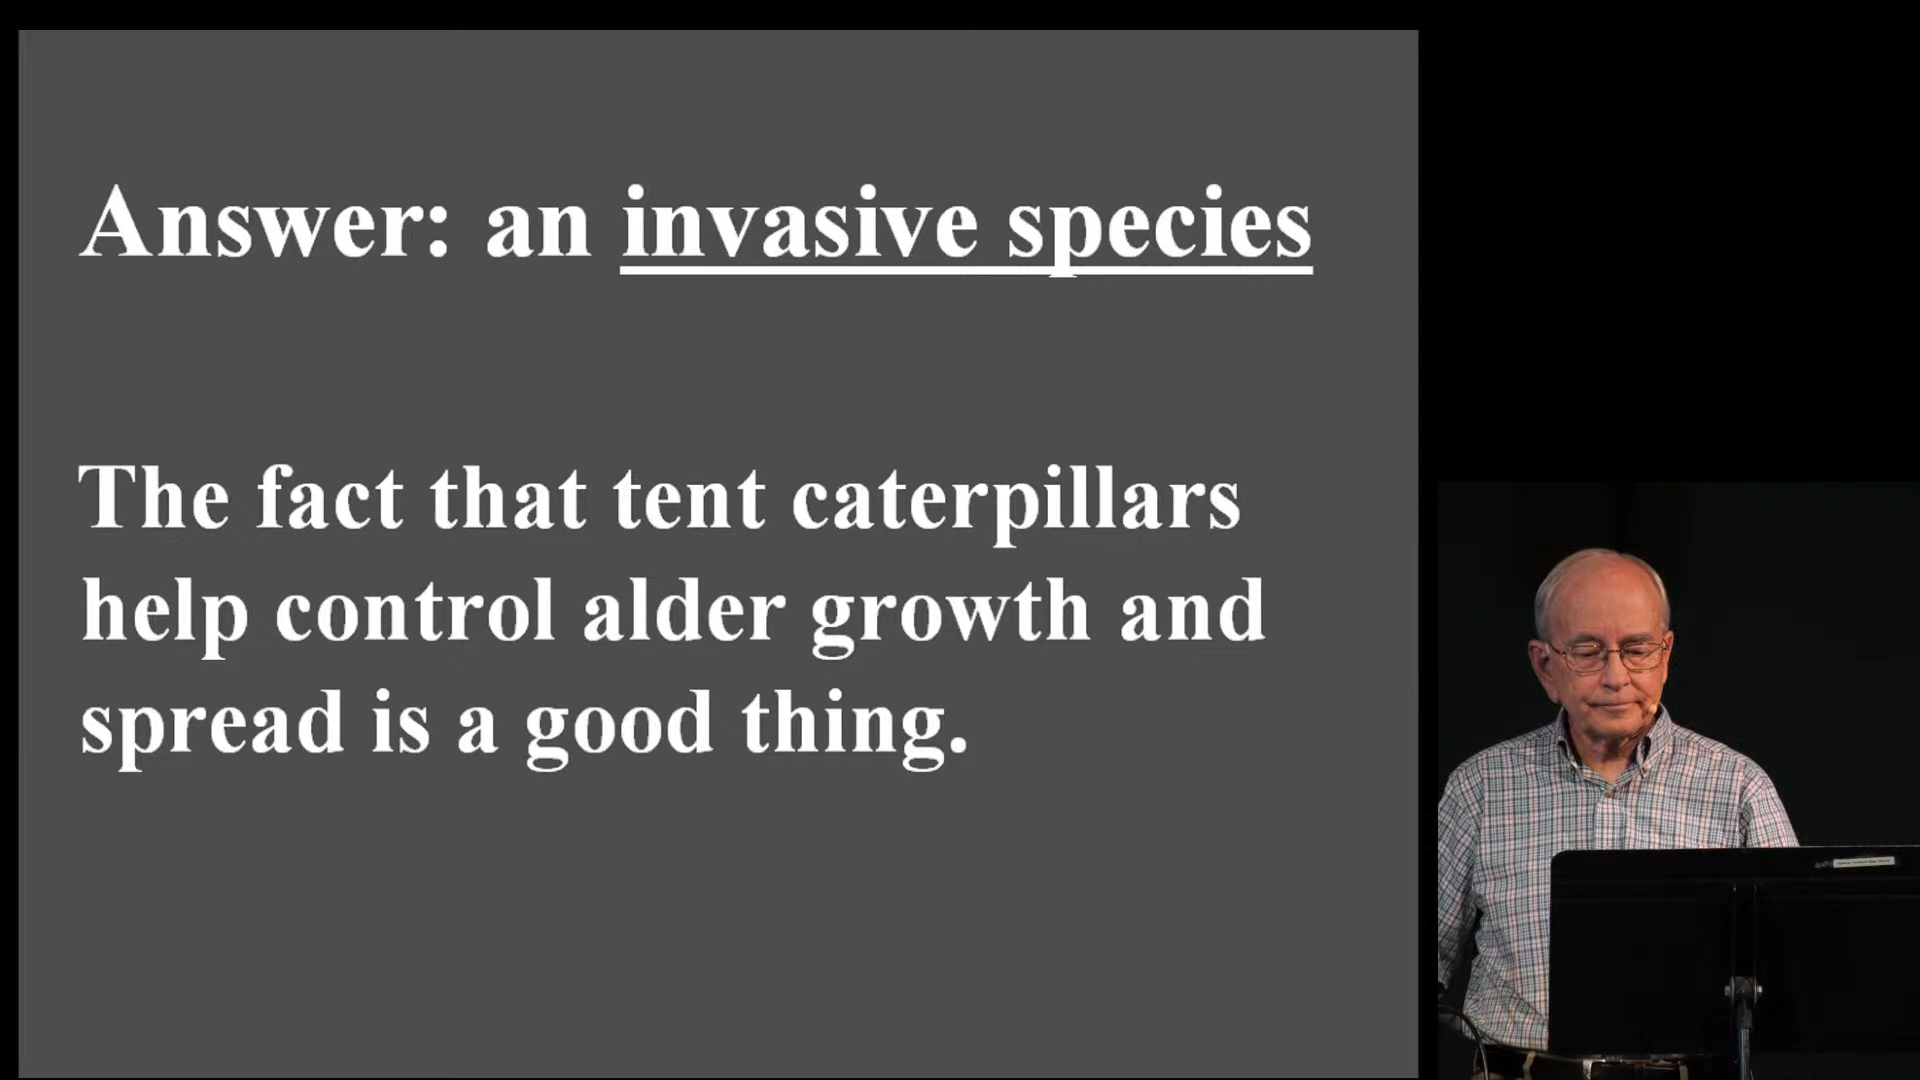 Answer: an invasive species
The fact that tent caterpillars
help control alder growth and
spread is a good thing.